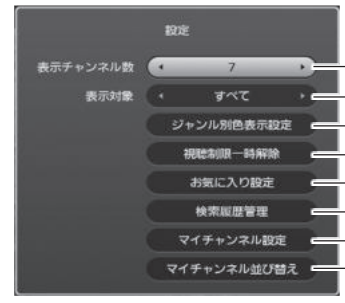 設定
表示チャンネル数 7
表示対象 すべて
ジャンル別色表示設定
視聴制限一時解除
お気に入り設定
検索履歴管理
マイチャンネル設定
マイチャンネル並び替え